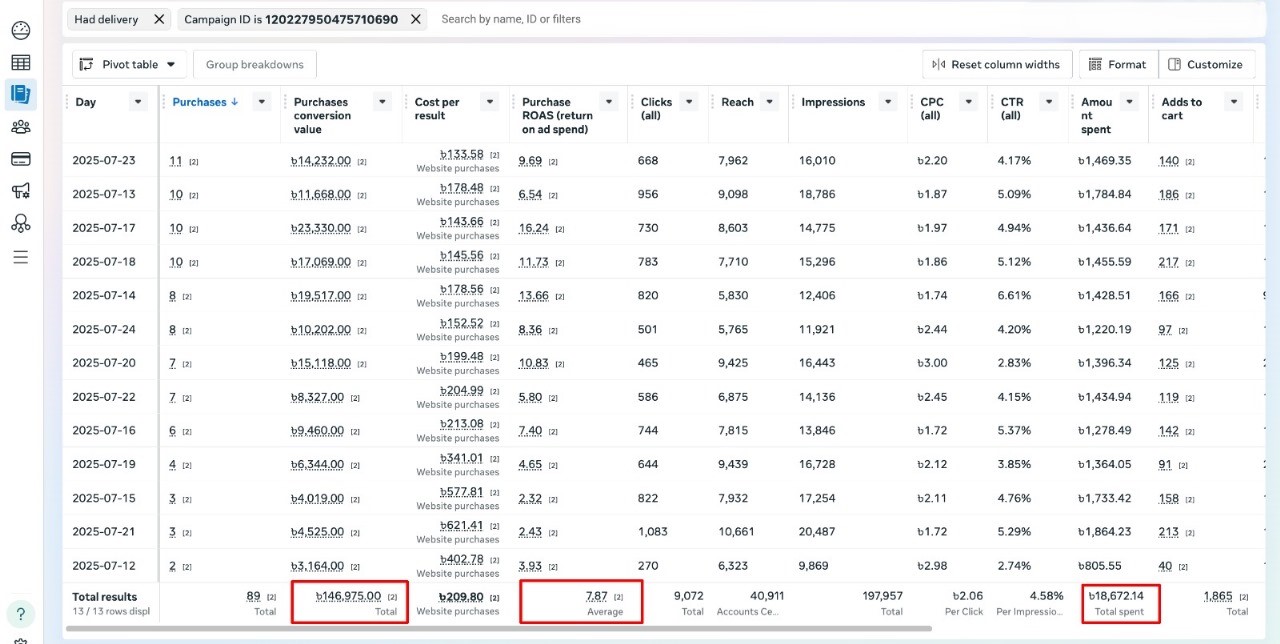 Had delivery ✕ Campaign ID is 120227950475710690 ✕ Search by name, ID or filters
Pivot table Group breakdowns Reset column widths Format Customize
Day Purchases ↓ Purchases conversion value Cost per result Purchase ROAS (return on ad spend) Clicks (all) Reach Impressions CPC (all) CTR (all) Amou nt spent Adds to cart
2025-07-23 11 [2] ৳14,232.00 [2] ৳133.58 [2] Website purchases 9.69 [2] 668 7,962 16,010 ৳2.20 4.17% ৳1,469.35 140 [2]
2025-07-13 10 [2] ৳11,668.00 [2] ৳178.48 [2] Website purchases 6.54 [2] 956 9,098 18,786 ৳1.87 5.09% ৳1,784.84 186 [2]
2025-07-17 10 [2] ৳23,330.00 [2] ৳143.66 [2] Website purchases 16.24 [2] 730 8,603 14,775 ৳1.97 4.94% ৳1,436.64 171 [2]
2025-07-18 10 [2] ৳17,069.00 [2] ৳145.56 [2] Website purchases 11.73 [2] 783 7,710 15,296 ৳1.86 5.12% ৳1,455.59 217 [2]
2025-07-14 8 [2] ৳19,517.00 [2] ৳178.56 [2] Website purchases 13.66 [2] 820 5,830 12,406 ৳1.74 6.61% ৳1,428.51 166 [2]
2025-07-24 8 [2] ৳10,202.00 [2] ৳152.52 [2] Website purchases 8.36 [2] 501 5,765 11,921 ৳2.44 4.20% ৳1,220.19 97 [2]
2025-07-20 7 [2] ৳15,118.00 [2] ৳199.48 [2] Website purchases 10.83 [2] 465 9,425 16,443 ৳3.00 2.83% ৳1,396.34 125 [2]
2025-07-22 7 [2] ৳8,327.00 [2] ৳204.99 [2] Website purchases 5.80 [2] 586 6,875 14,136 ৳2.45 4.15% ৳1,434.94 119 [2]
2025-07-16 6 [2] ৳9,460.00 [2] ৳213.08 [2] Website purchases 7.40 [2] 744 7,815 13,846 ৳1.72 5.37% ৳1,278.49 142 [2]
2025-07-19 4 [2] ৳6,344.00 [2] ৳341.01 [2] Website purchases 4.65 [2] 644 9,439 16,728 ৳2.12 3.85% ৳1,364.05 91 [2]
2025-07-15 3 [2] ৳4,019.00 [2] ৳577.81 [2] Website purchases 2.32 [2] 822 7,932 17,254 ৳2.11 4.76% ৳1,733.42 158 [2]
2025-07-21 3 [2] ৳4,525.00 [2] ৳621.41 [2] Website purchases 2.43 [2] 1,083 10,661 20,487 ৳1.72 5.29% ৳1,864.23 213 [2]
2025-07-12 2 [2] ৳3,164.00 [2] ৳402.78 [2] Website purchases 3.93 [2] 270 6,323 9,869 ৳2.98 2.74% ৳805.55 40 [2]
Total results 89 [2] ৳146,975.00 [2] ৳209.80 [2] 7.87 [2] 9,072 40,911 197,957 ৳2.06 4.58% ৳18,672.14 1,865 [2]
13 / 13 rows displ Total Total Website purchases Average Total Accounts Ce... Total Per Click Per Impressio... Total spent Total
?